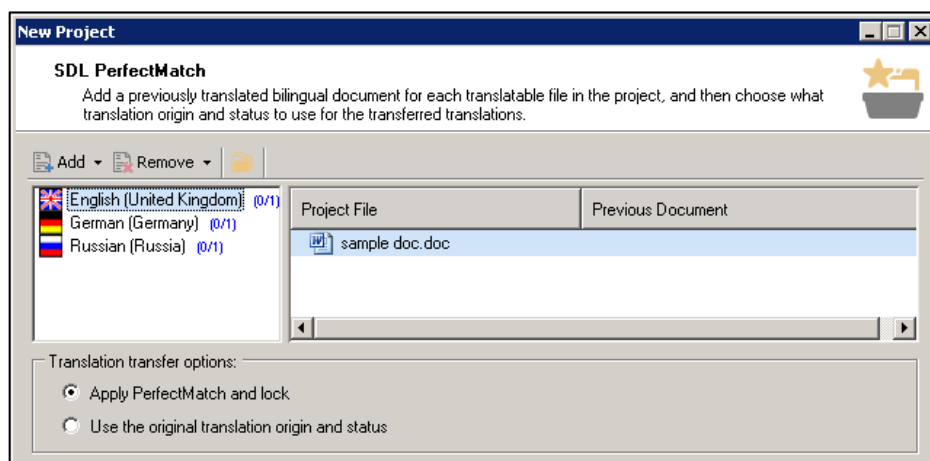 New Project
SDL PerfectMatch
Add a previously translated bilingual document for each translatable file in the project, and then choose what
translation origin and status to use for the transferred translations.
Add Remove
English (United Kingdom) (0/1)
German (Germany) (0/1)
Russian (Russia) (0/1)
Project File Previous Document
sample doc.doc
Translation transfer options:
Apply PerfectMatch and lock
Use the original translation origin and status